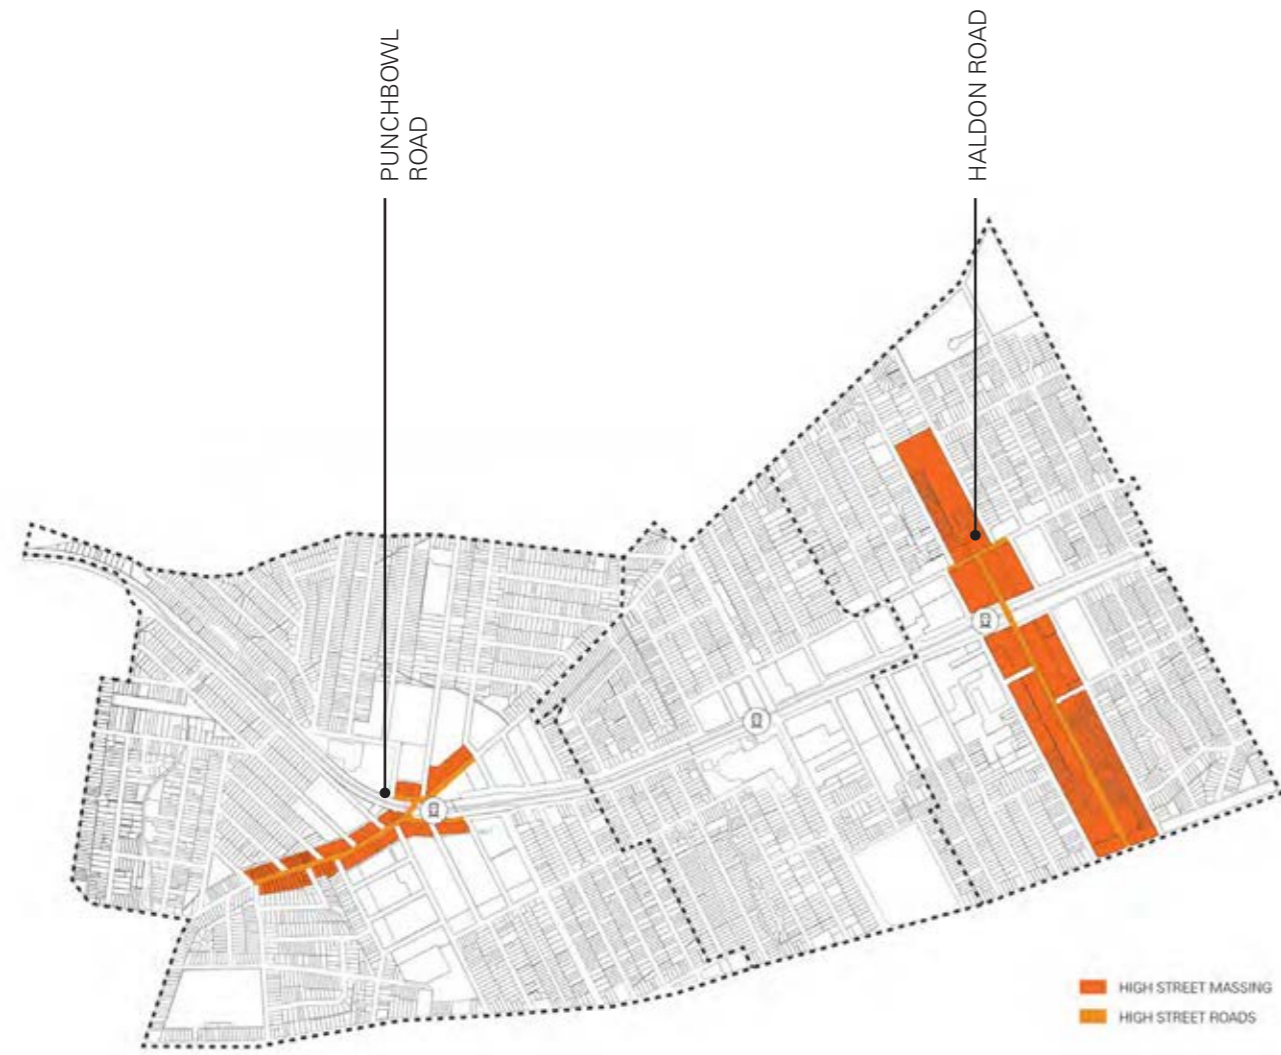 PUNCHBOWL
ROAD
HALDON ROAD
HIGH STREET MASSING
HIGH STREET ROADS